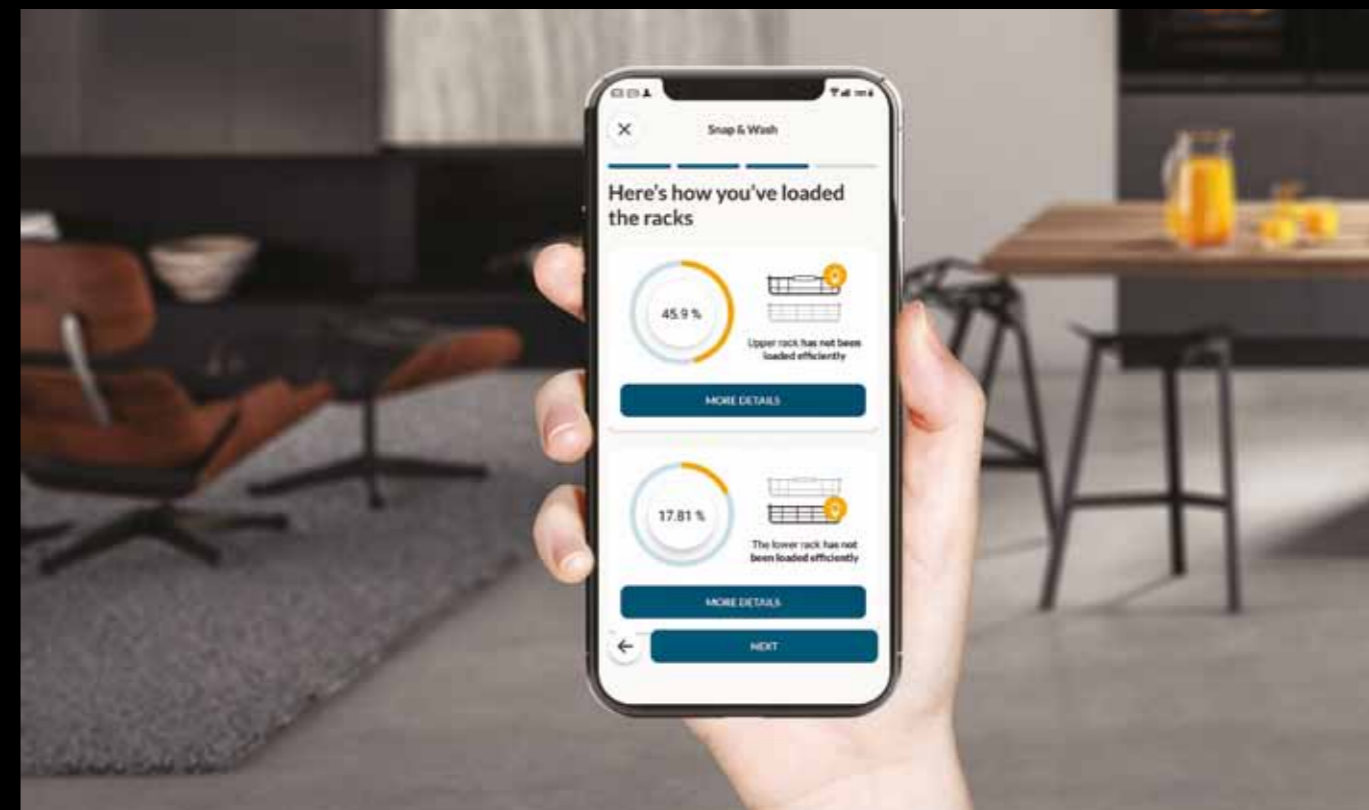 Snap & Wash
Here's how you've loaded
the racks
45.9 %
Upper rack has not been
loaded efficiently
MORE DETAILS
17.81 %
The lower rack has not
been loaded efficiently
MORE DETAILS
NEXT